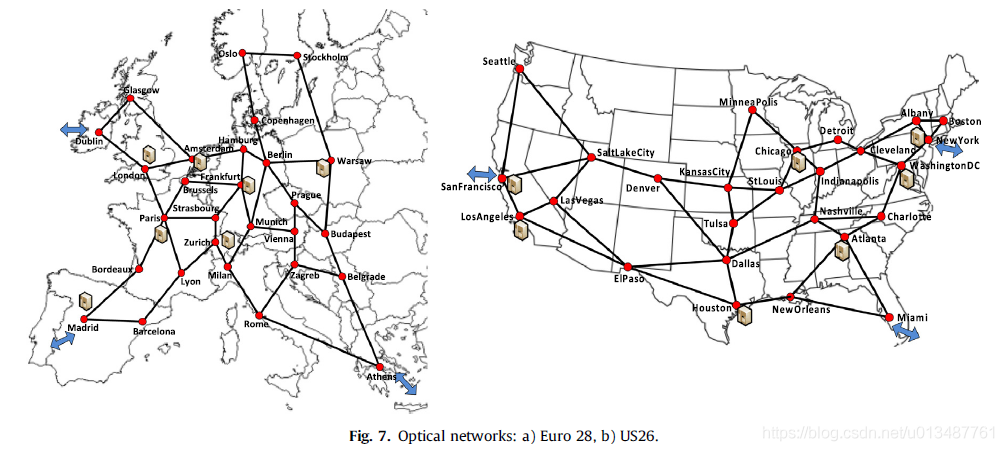 Oslo
Stockholm
Glasgow
Copenhagen
Dublin
Hamburg
Amsterdam
Berlin
Warsaw
London
Frankfurt
Brussels
Prague
Strasbourg
Paris
Munich
Vienna
Budapest
Zurich
Bordeaux
Lyon
Milan
Zagreb
Belgrade
Madrid
Barcelona
Rome
Athens
Seattle
MinneaPolis
Albany
Boston
Detroit
NewYork
Chicago
Cleveland
SaltLakeCity
WashingtonDC
KansasCity
StLouis
Indianapolis
SanFrancisco
Denver
LasVegas
LosAngeles
Tulsa
Nashville
Charlotte
Atlanta
Dallas
ElPaso
Houston
NewOrleans
Miami
Fig. 7. Optical networks: a) Euro 28, b) US26.
https://blog.csdn.net/u013487761